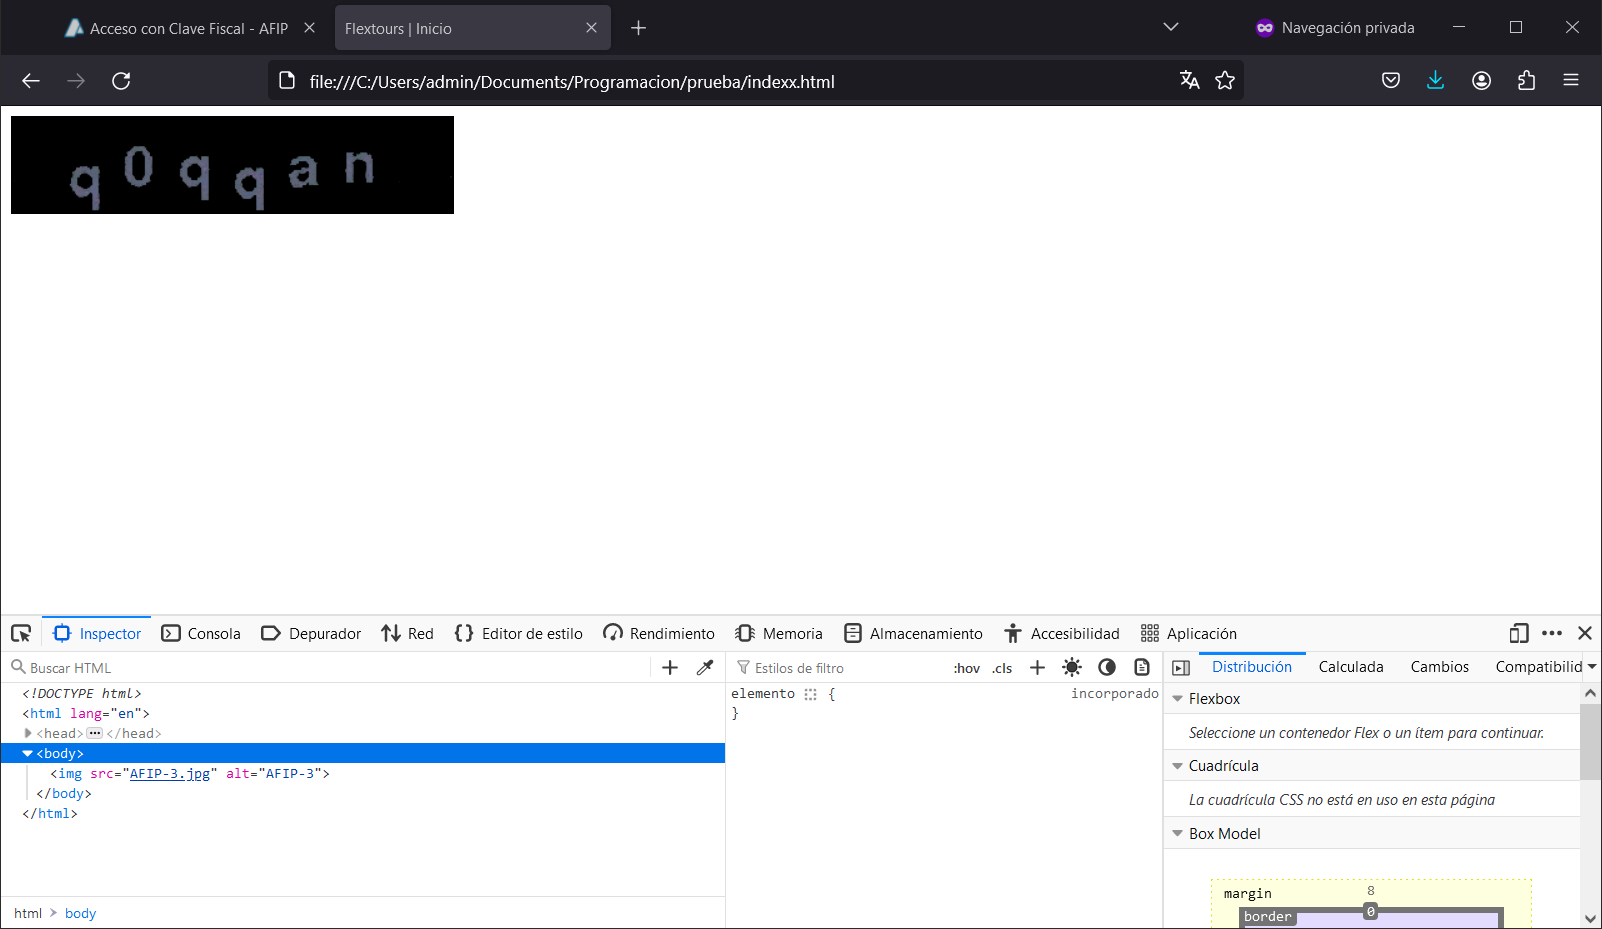 Acceso con Clave Fiscal - AFIP
Flextours | Inicio
Navegación privada
file:///C:/Users/admin/Documents/Programacion/prueba/indexx.html
q0qqan
Inspector
Consola
Depurador
Red
Editor de estilo
Rendimiento
Memoria
Almacenamiento
Accesibilidad
Aplicación
Buscar HTML
<!DOCTYPE html>
<html lang="en">
<head>
</head>
<body>
<img src="AFIP-3.jpg" alt="AFIP-3">
</body>
</html>
html > body
Estilos de filtro
:hov
.cls
elemento {
incorporado
}
Distribución
Calculada
Cambios
Compatibilid
Flexbox
Seleccione un contenedor Flex o un ítem para continuar.
Cuadrícula
La cuadrícula CSS no está en uso en esta página
Box Model
margin
8
border
0